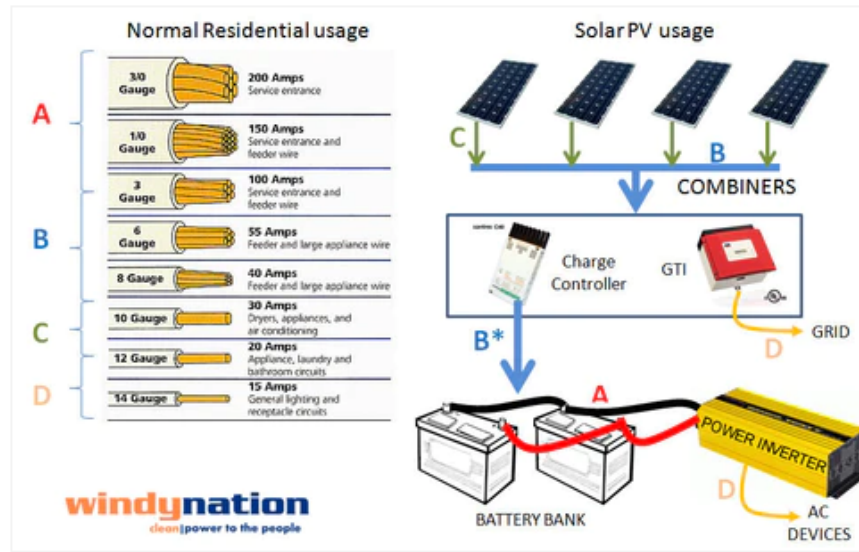 Normal Residential usage
A
B
C
D
3/0
Gauge
200 Amps
Service entrance
1/0
Gauge
150 Amps
Service entrance and
feeder wire
3
Gauge
100 Amps
Service entrance and
feeder wire
6
Gauge
55 Amps
Feeder and large appliance wire
8 Gauge
40 Amps
Feeder and large appliance wire
10 Gauge
30 Amps
Dryers, appliances, and
air conditioning
12 Gauge
20 Amps
Appliance, laundry and
bathroom circuits
14 Gauge
15 Amps
General lighting and
receptacle circuits
windynation
clean|power to the people
Solar PV usage
C
B
COMBINERS
Charge
Controller
GTI
D
GRID
B*
A
POWER INVERTER
BATTERY BANK
D
AC
DEVICES